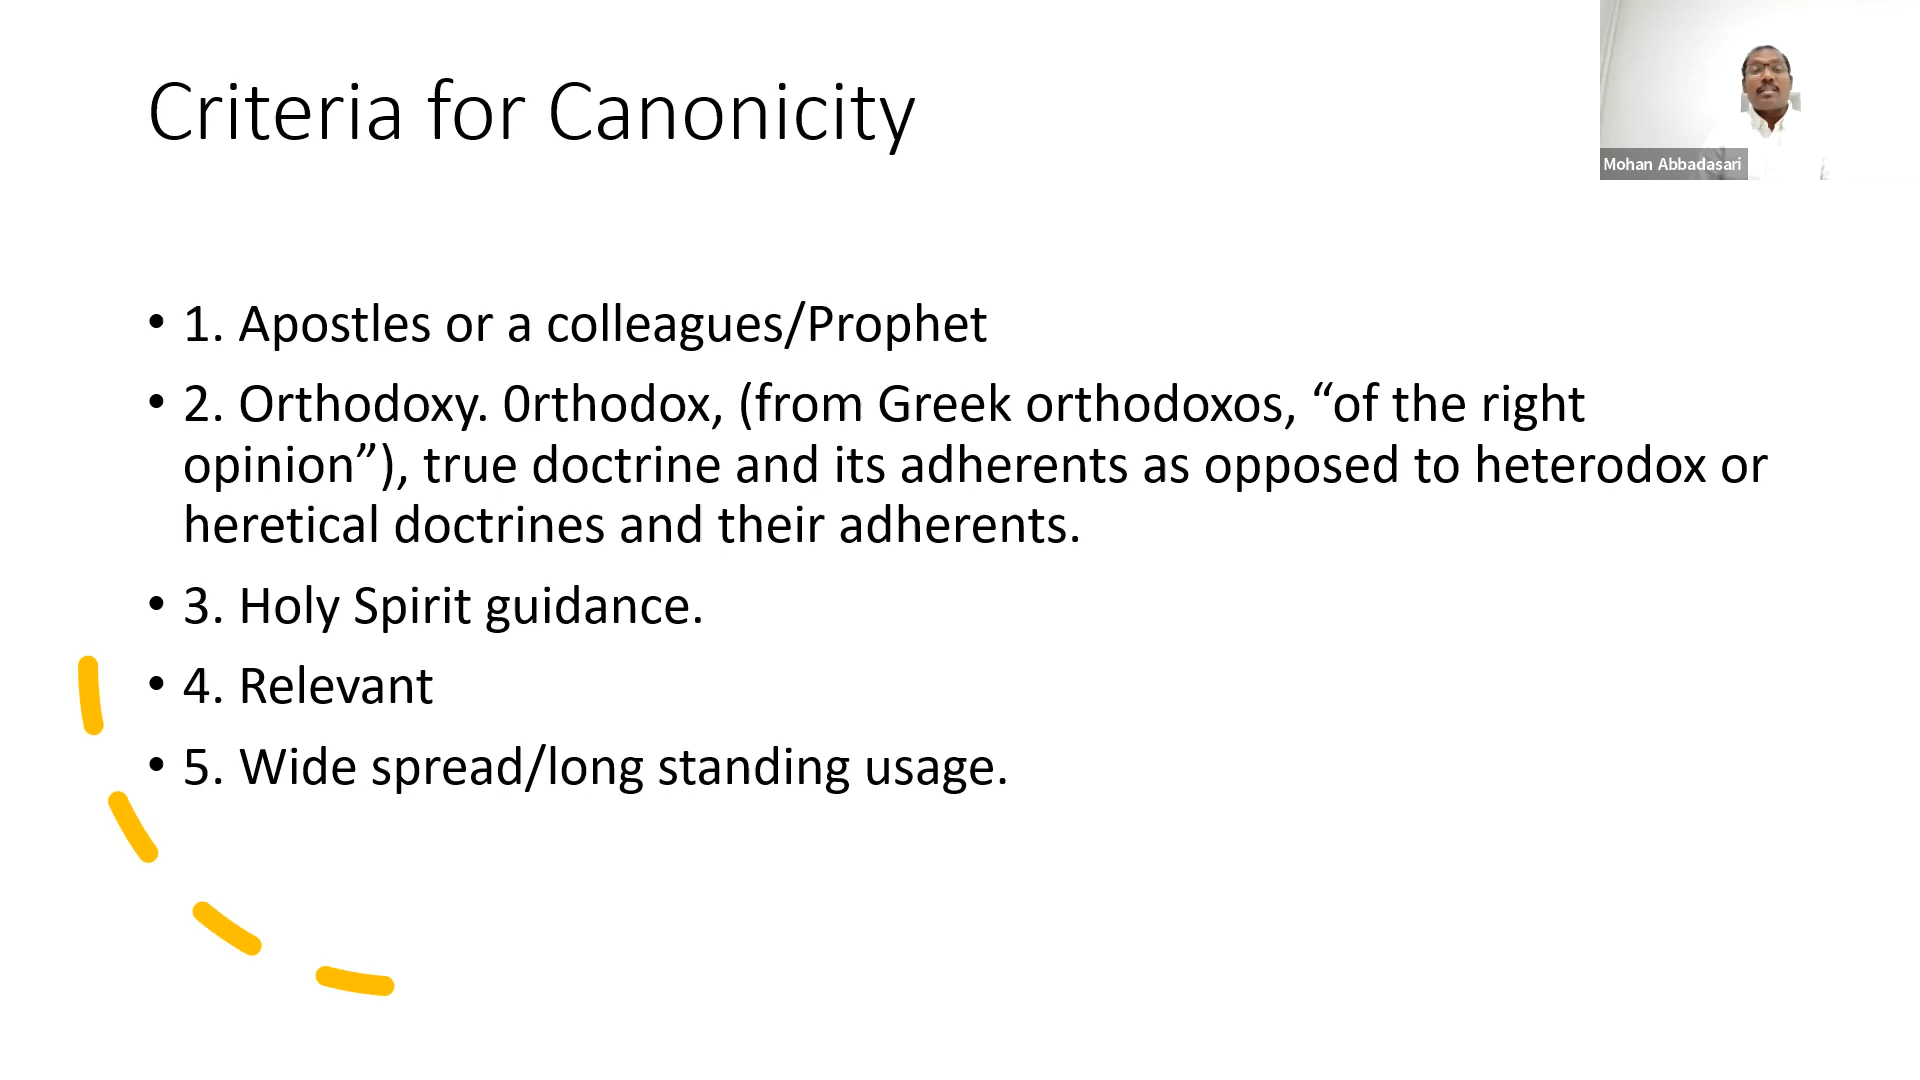 Criteria for Canonicity
Mohan Abbadasari
• 1. Apostles or a colleagues/Prophet
• 2. Orthodoxy. 0rthodox, (from Greek orthodoxos, “of the right
opinion”), true doctrine and its adherents as opposed to heterodox or
heretical doctrines and their adherents.
• 3. Holy Spirit guidance.
• 4. Relevant
• 5. Wide spread/long standing usage.